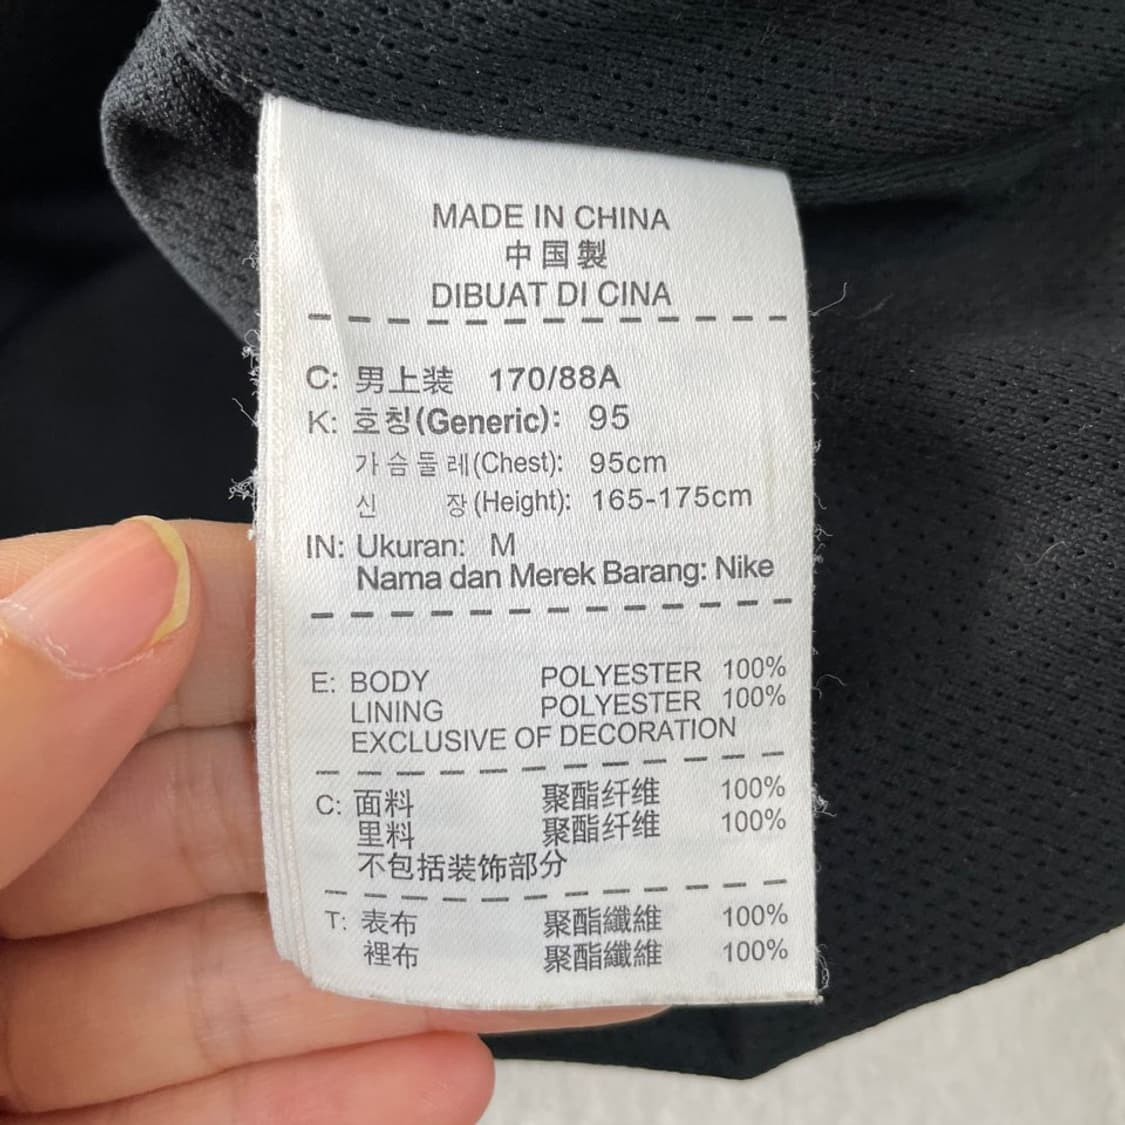 MADE IN CHINA
中国製
DIBUAT DI CINA
C: 男上装 170/88A
K: 호칭(Generic): 95
가슴둘레(Chest): 95cm
신 장(Height): 165-175cm
IN: Ukuran: M
Nama dan Merek Barang: Nike
E: BODY POLYESTER 100%
LINING POLYESTER 100%
EXCLUSIVE OF DECORATION
C: 面料 聚酯纤维 100%
里料 聚酯纤维 100%
不包括装饰部分
T: 表布 聚酯纖維 100%
裡布 聚酯纖維 100%